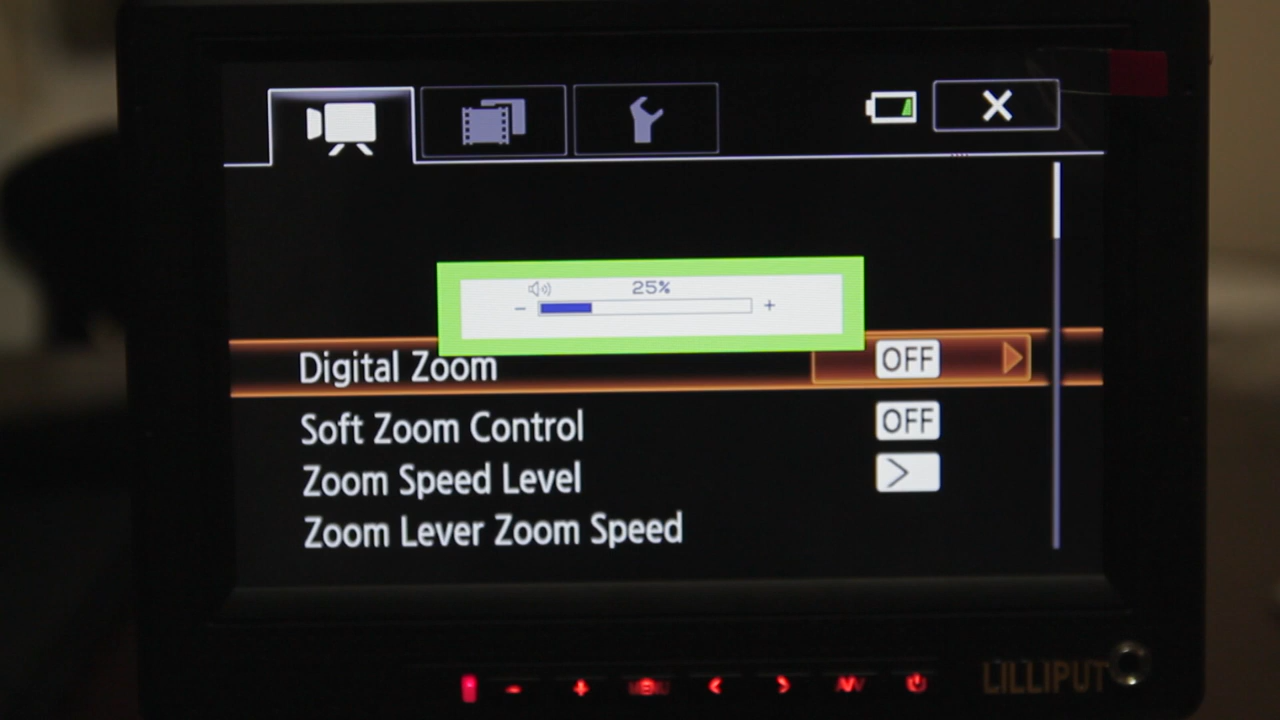 25%
- +
Digital Zoom OFF
Soft Zoom Control OFF
Zoom Speed Level >
Zoom Lever Zoom Speed
- + MENU < > A/V
LILLIPUT